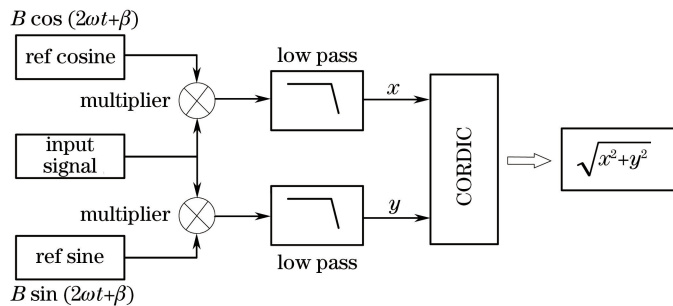 B cos (2ωt+β)
ref cosine
low pass
multiplier
x
input
signal
CORDIC
√x²+y²
multiplier
y
ref sine
low pass
B sin (2ωt+β)